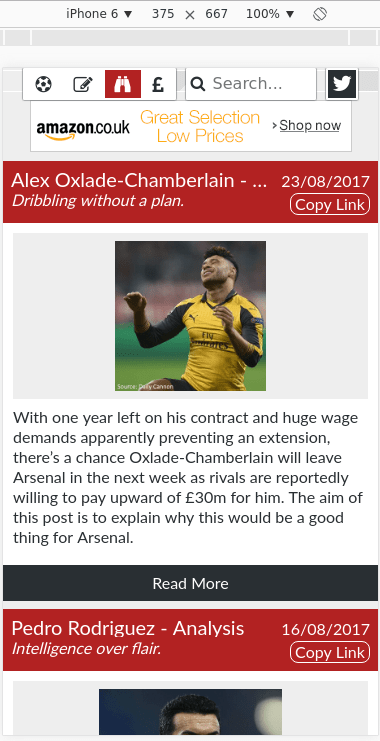 iPhone 6 ▼ 375 × 667 100% ▼
£ Search...
amazon.co.uk
Great Selection
Low Prices
› Shop now
Alex Oxlade-Chamberlain - ... 23/08/2017
Dribbling without a plan. Copy Link
Fly
Emirates
Source: Daily Cannon
With one year left on his contract and huge wage
demands apparently preventing an extension,
there's a chance Oxlade-Chamberlain will leave
Arsenal in the next week as rivals are reportedly
willing to pay upward of £30m for him. The aim of
this post is to explain why this would be a good
thing for Arsenal.
Read More
Pedro Rodriguez - Analysis 16/08/2017
Intelligence over flair. Copy Link